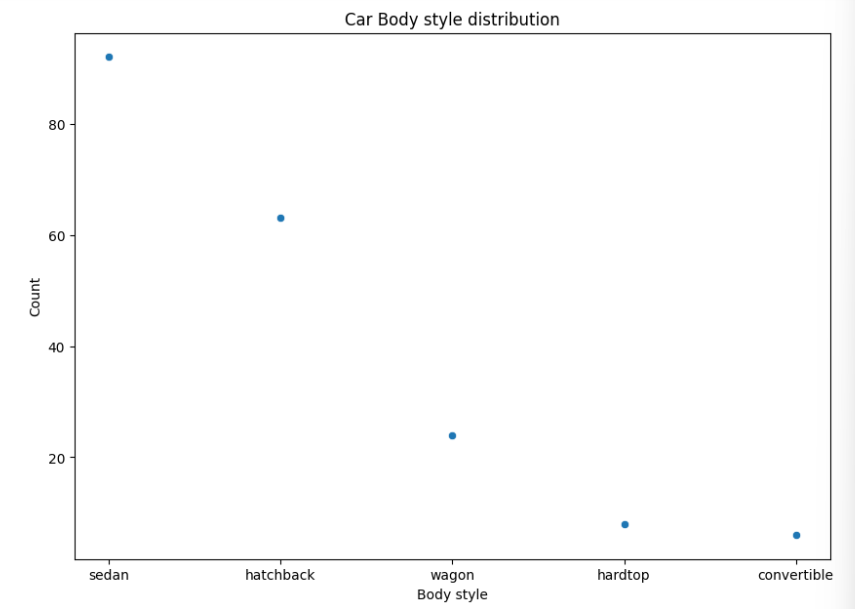 Car Body style distribution
80
60
40
20
Count
sedan hatchback wagon hardtop convertible
Body style